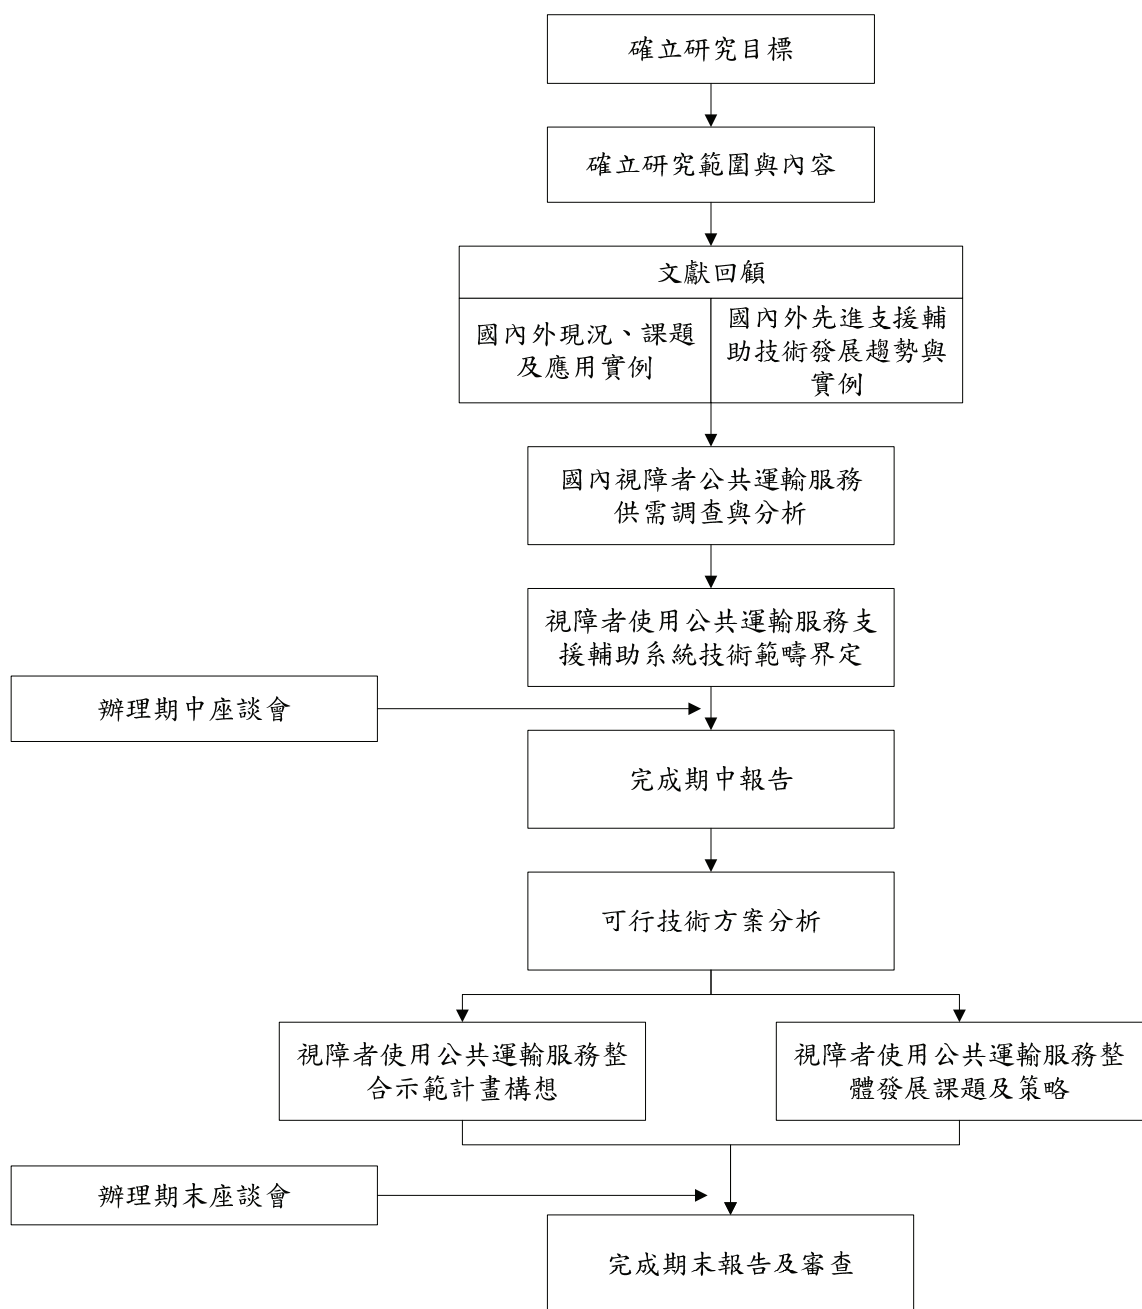 確立研究目標
確立研究範圍與內容
文獻回顧
國內外現況、課題
及應用實例
國內外先進支援輔
助技術發展趨勢與
實例
國內視障者公共運輸服務
供需調查與分析
視障者使用公共運輸服務支
援輔助系統技術範疇界定
辦理期中座談會
完成期中報告
可行技術方案分析
視障者使用公共運輸服務整
合示範計畫構想
視障者使用公共運輸服務整
體發展課題及策略
辦理期末座談會
完成期末報告及審查